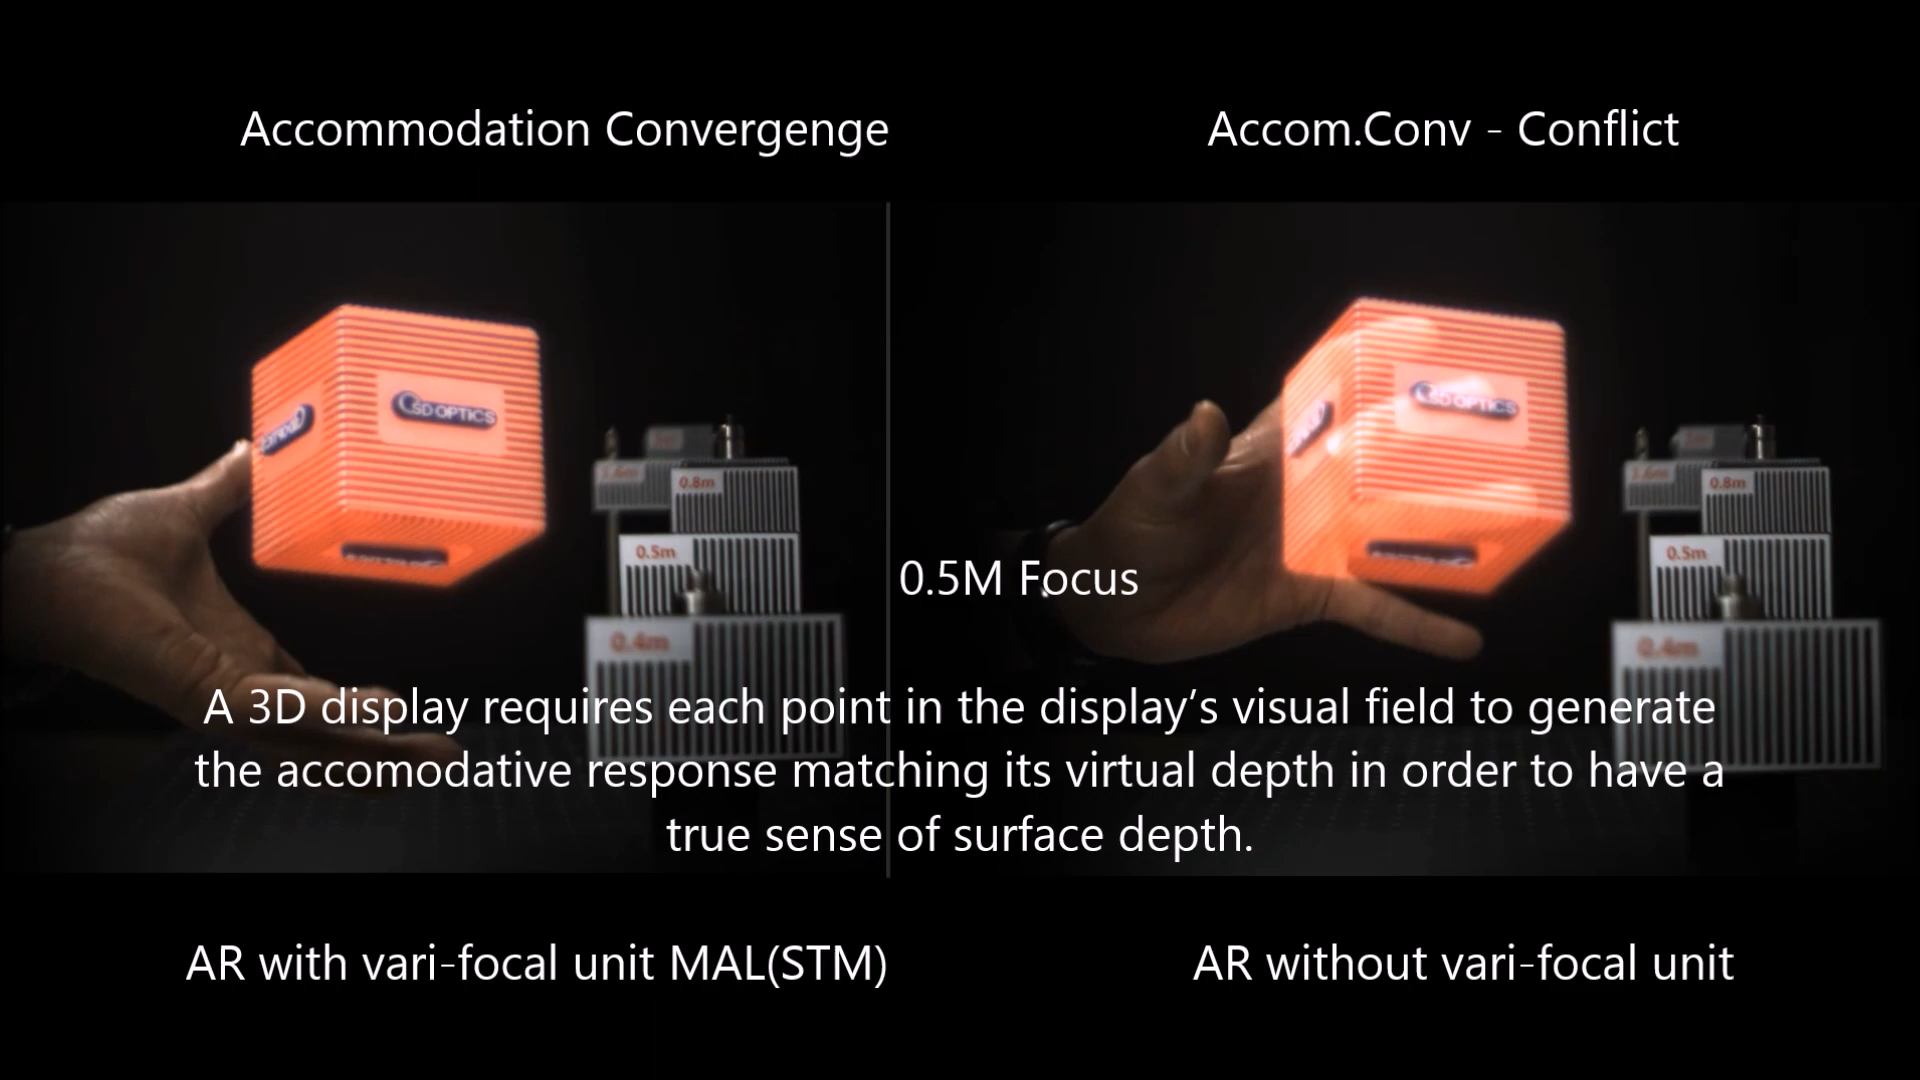 Accommodation Convergenge
Accom.Conv - Conflict
SD OPTICS
SD OPTICS
0.8m
0.8m
0.5m
0.5m
0.5M Focus
0.4m
0.4m
A 3D display requires each point in the display’s visual field to generate
the accomodative response matching its virtual depth in order to have a
true sense of surface depth.
AR with vari-focal unit MAL(STM)
AR without vari-focal unit